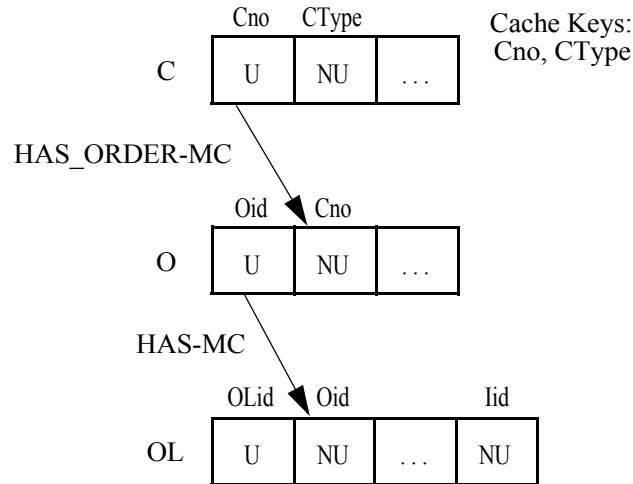 Cno CType
Cache Keys:
Cno, CType
C U NU . . .
HAS_ORDER-MC
Oid Cno
O U NU . . .
HAS-MC
OLid Oid Iid
OL U NU . . . NU